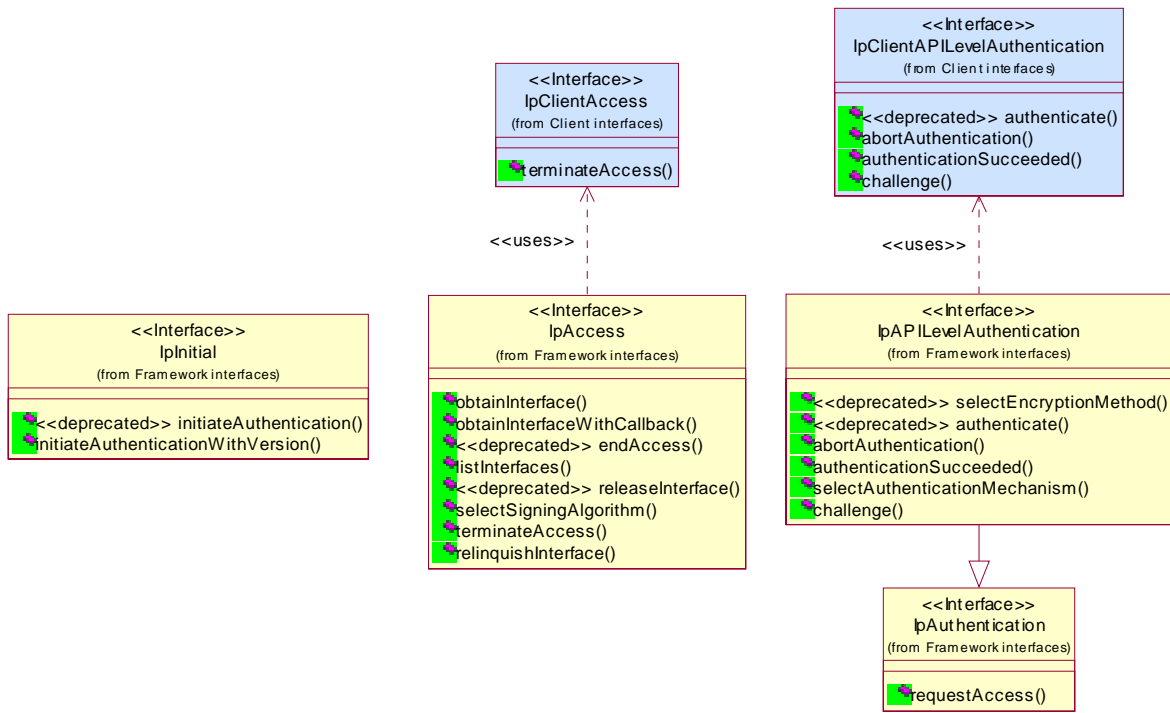 <<Interface>>
IpClientAPILevelAuthentication
(from Client interfaces)
<<deprecated>> authenticate()
abortAuthentication()
authenticationSucceeded()
challenge()
<<Interface>>
IpClientAccess
(from Client interfaces)
terminateAccess()
<<uses>>
<<uses>>
<<Interface>>
IpInitial
(from Framework interfaces)
<<deprecated>> initiateAuthentication()
initiateAuthenticationWithVersion()
<<Interface>>
IpAccess
(from Framework interfaces)
obtainInterface()
obtainInterfaceWithCallback()
<<deprecated>> endAccess()
listInterfaces()
<<deprecated>> releaseInterface()
selectSigningAlgorithm()
terminateAccess()
relinquishInterface()
<<Interface>>
IpAPILevelAuthentication
(from Framework interfaces)
<<deprecated>> selectEncryptionMethod()
<<deprecated>> authenticate()
abortAuthentication()
authenticationSucceeded()
selectAuthenticationMechanism()
challenge()
<<Interface>>
IpAuthentication
(from Framework interfaces)
requestAccess()